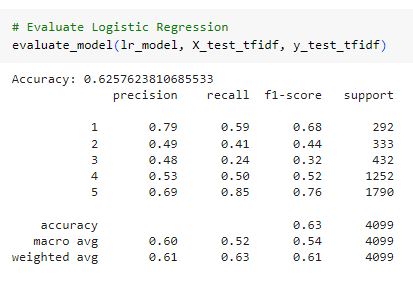 # Evaluate Logistic Regression
evaluate_model(lr_model, X_test_tfidf, y_test_tfidf)
Accuracy: 0.6257623810685533
precision recall f1-score support
1 0.79 0.59 0.68 292
2 0.49 0.41 0.44 333
3 0.48 0.24 0.32 432
4 0.53 0.50 0.52 1252
5 0.69 0.85 0.76 1790
accuracy 0.63 4099
macro avg 0.60 0.52 0.54 4099
weighted avg 0.61 0.63 0.61 4099